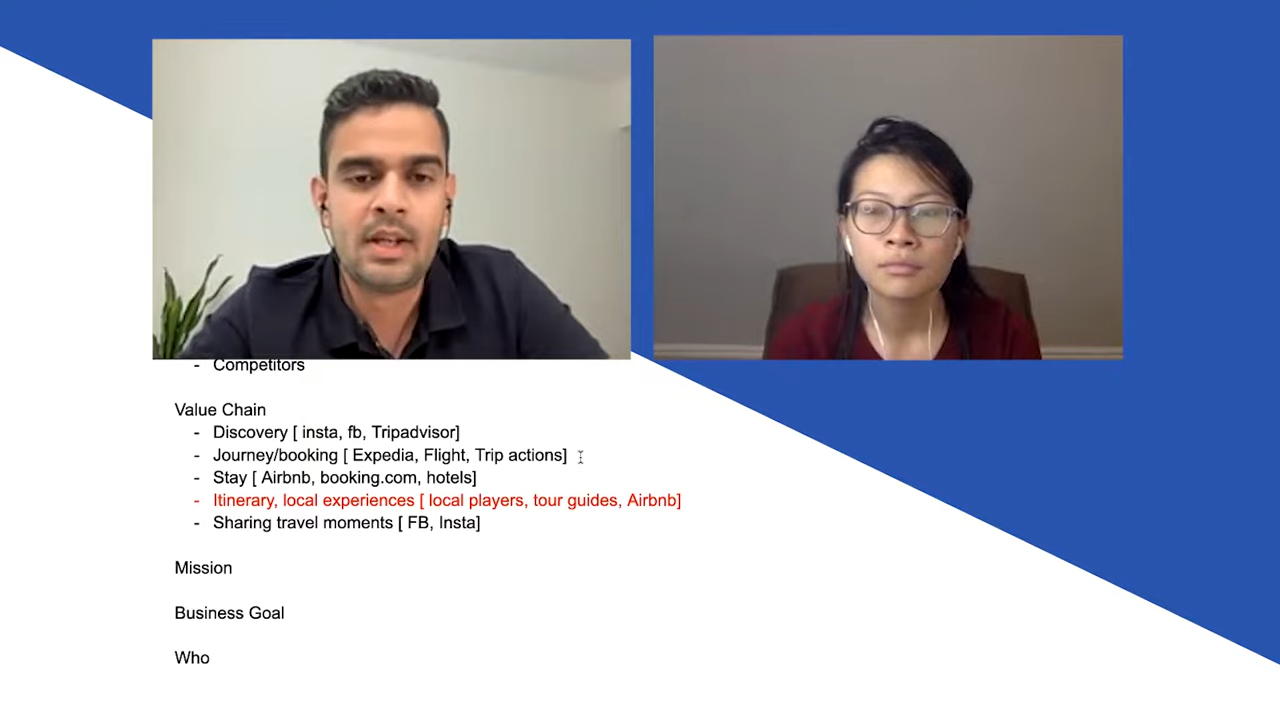 - Competitors
Value Chain
- Discovery [ insta, fb, Tripadvisor]
- Journey/booking [ Expedia, Flight, Trip actions]
- Stay [ Airbnb, booking.com, hotels]
- Itinerary, local experiences [ local players, tour guides, Airbnb]
- Sharing travel moments [ FB, Insta]
Mission
Business Goal
Who